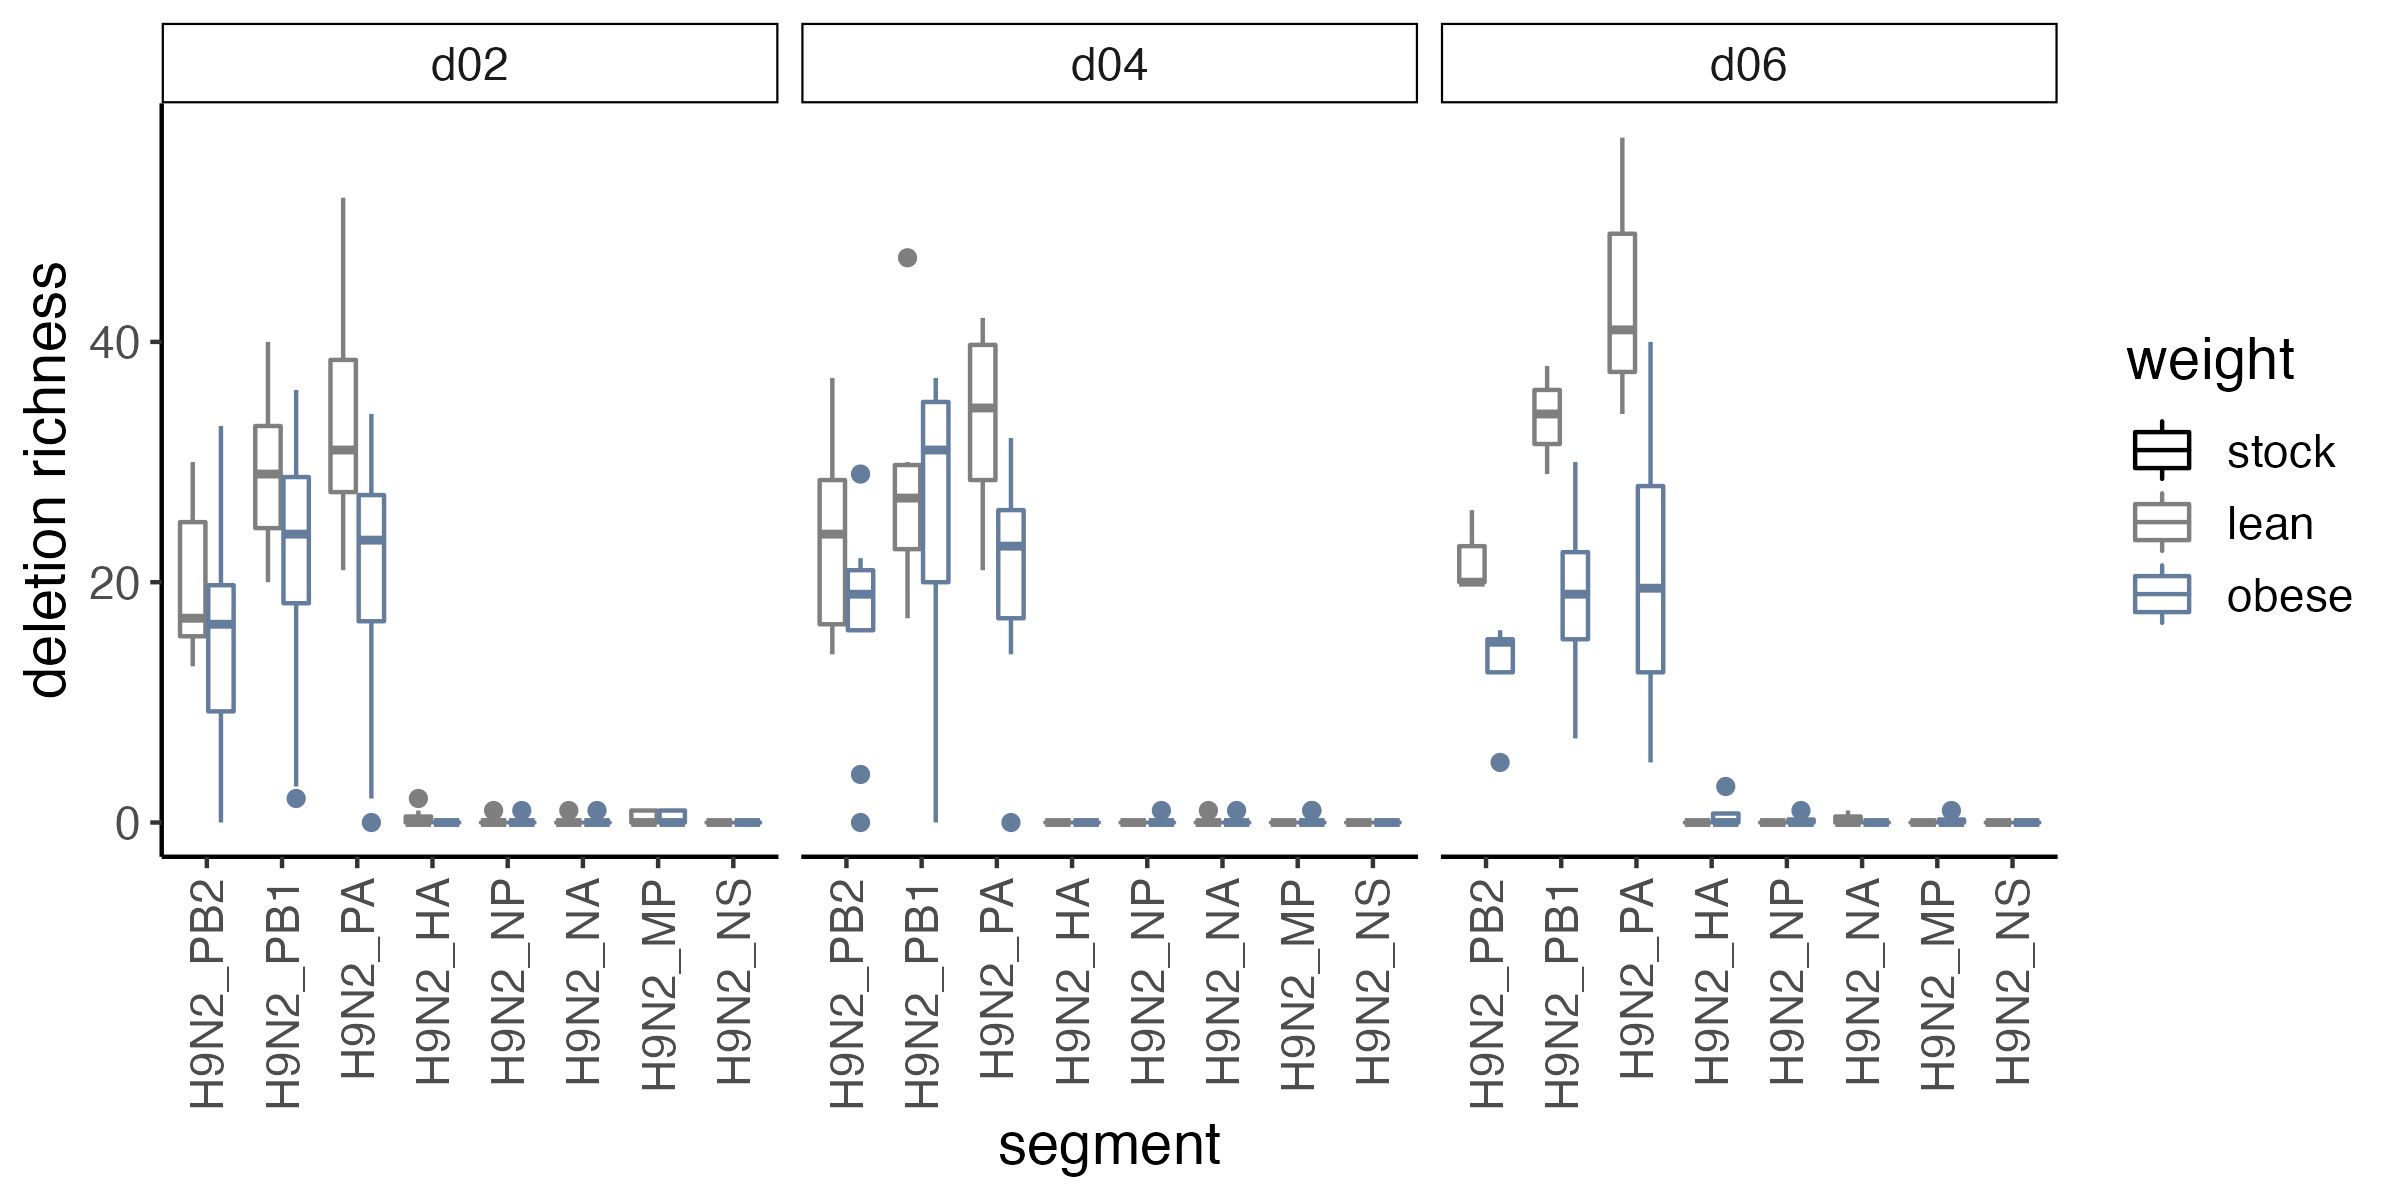 d02 d04 d06
deletion richness
40
20
0
H9N2_PB2 H9N2_PB1 H9N2_PA H9N2_HA H9N2_NP H9N2_NA H9N2_MP H9N2_NS
H9N2_PB2 H9N2_PB1 H9N2_PA H9N2_HA H9N2_NP H9N2_NA H9N2_MP H9N2_NS
H9N2_PB2 H9N2_PB1 H9N2_PA H9N2_HA H9N2_NP H9N2_NA H9N2_MP H9N2_NS
segment
weight
stock
lean
obese